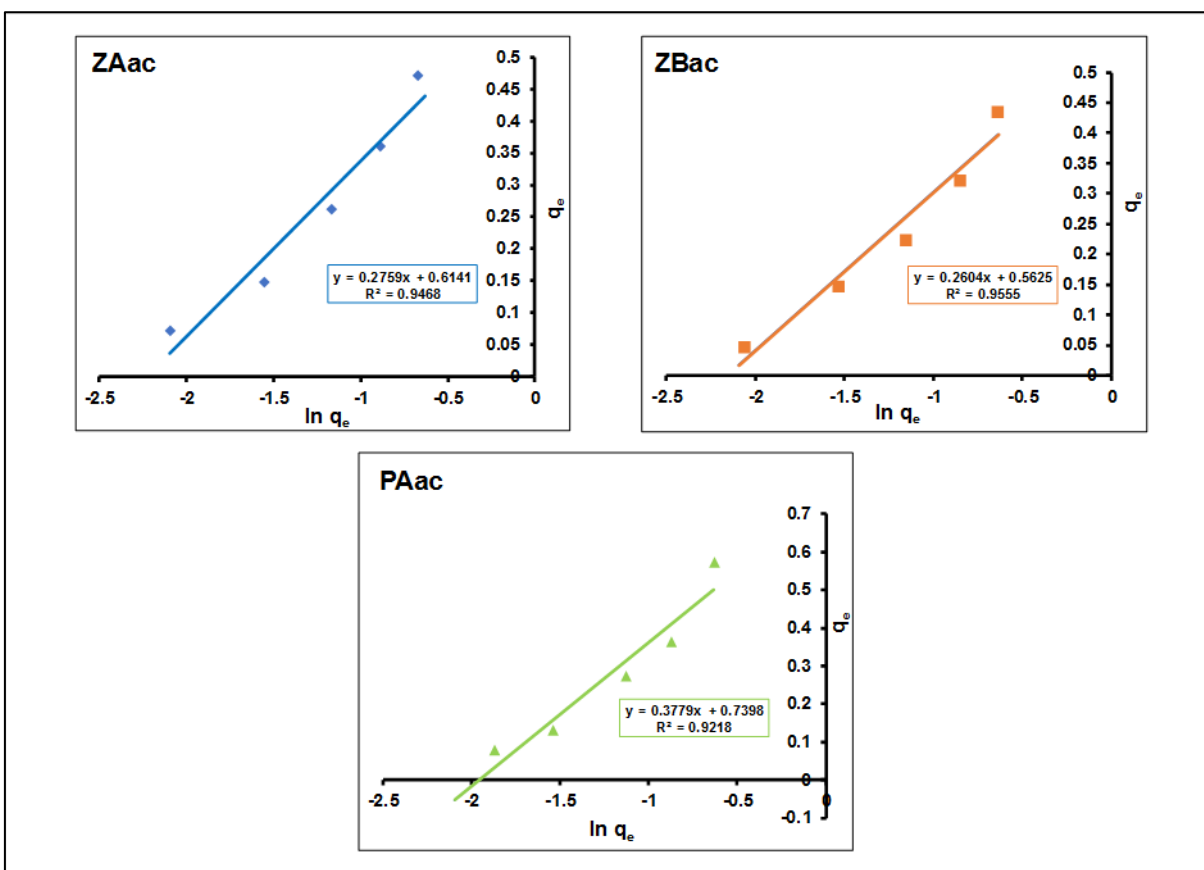 ZAac
0.5
0.45
0.4
0.35
0.3
0.25
0.2
0.15
0.1
0.05
0
qₑ
y = 0.2759x + 0.6141
R² = 0.9468
-2.5 -2 -1.5 -1 -0.5 0
ln qₑ
ZBac
0.5
0.45
0.4
0.35
0.3
0.25
0.2
0.15
0.1
0.05
0
qₑ
y = 0.2604x + 0.5625
R² = 0.9555
-2.5 -2 -1.5 -1 -0.5 0
ln qₑ
PAac
0.7
0.6
0.5
0.4
0.3
0.2
0.1
0
-0.1
qₑ
y = 0.3779x + 0.7398
R² = 0.9218
-2.5 -2 -1.5 -1 -0.5 0
ln qₑ